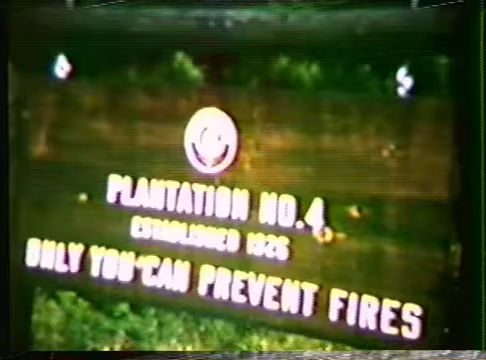 PLANTATION NO.4
ESTABLISHED 1926
ONLY YOU CAN PREVENT FIRES